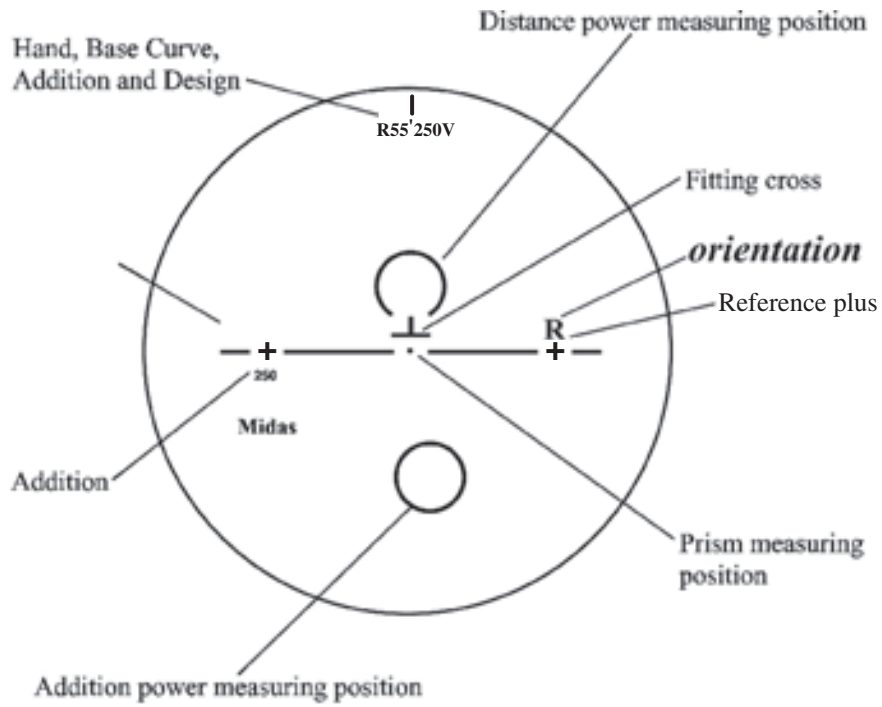 Distance power measuring position
Hand, Base Curve,
Addition and Design
R55'250V
Fitting cross
orientation
Reference plus
R
250
Midas
Addition
Prism measuring
position
Addition power measuring position